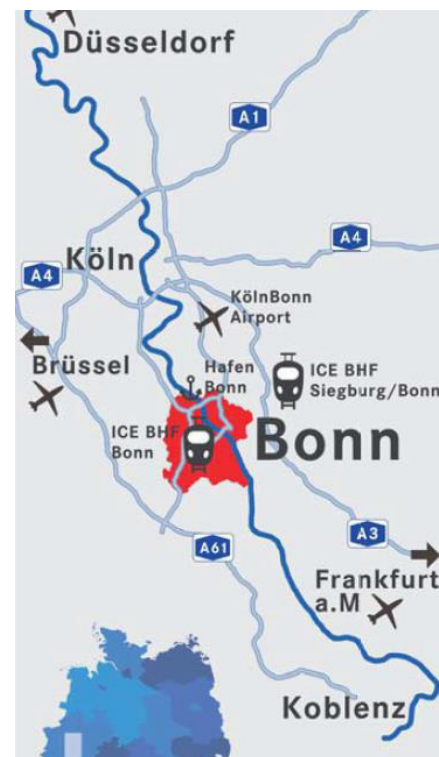 Düsseldorf
A1
A4
Köln
A4
KölnBonn
Airport
Brüssel
Hafen
Bonn
ICE BHF
Siegburg/Bonn
ICE BHF
Bonn
Bonn
A3
A61
Frankfurt
a.M
Koblenz